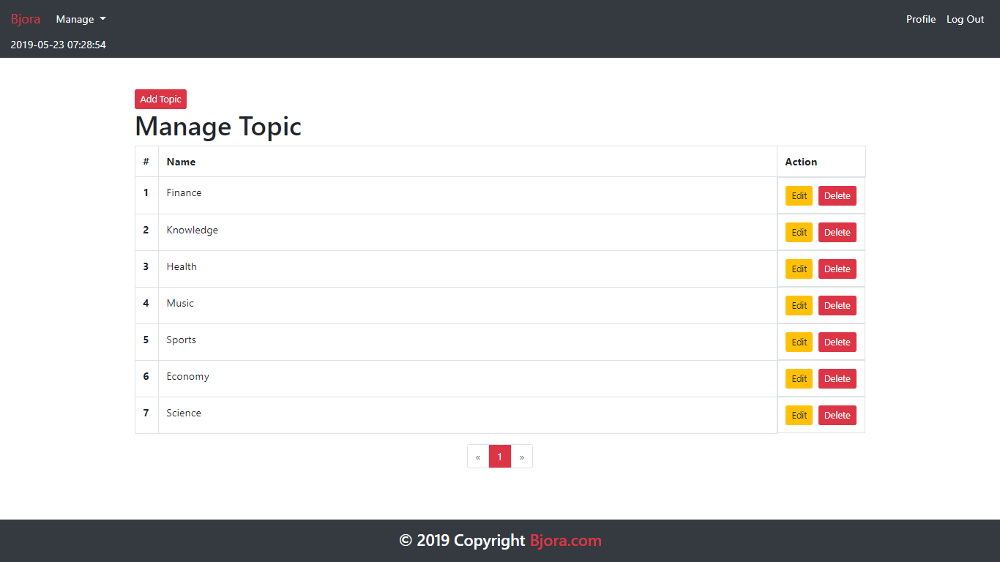 Bjora Manage Profile Log Out
2019-05-23 07:28:54
Add Topic
Manage Topic
# Name Action
1 Finance Edit Delete
2 Knowledge Edit Delete
3 Health Edit Delete
4 Music Edit Delete
5 Sports Edit Delete
6 Economy Edit Delete
7 Science Edit Delete
« 1 »
© 2019 Copyright Bjora.com